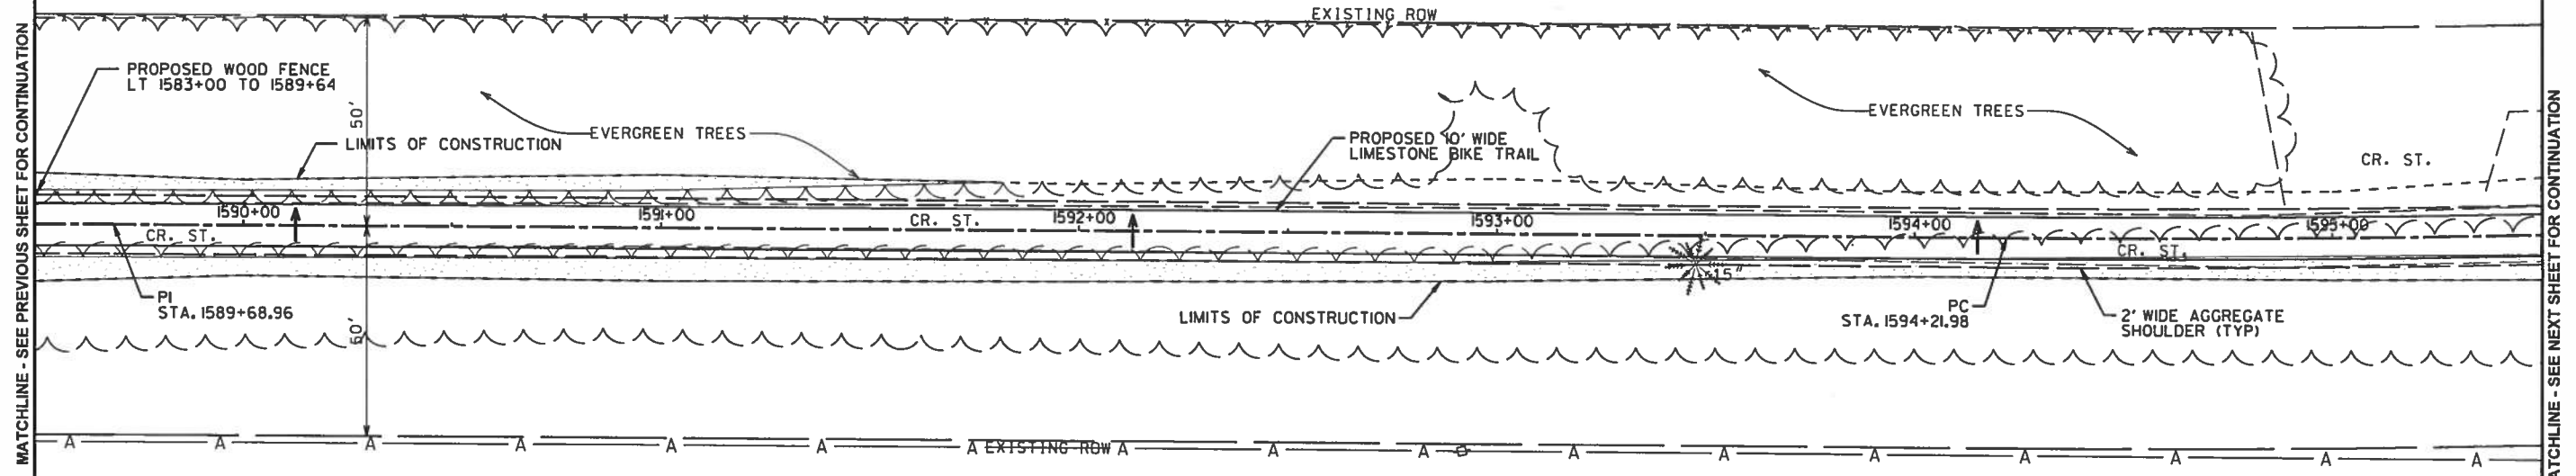 EXISTING ROW
MATCHLINE - SEE PREVIOUS SHEET FOR CONTINUATION
PROPOSED WOOD FENCE
LT 1583+00 TO 1589+64
50'
LIMITS OF CONSTRUCTION
EVERGREEN TREES
PROPOSED 10' WIDE
LIMESTONE BIKE TRAIL
EVERGREEN TREES
CR. ST.
1590+00
1591+00
1592+00
1593+00
1594+00
1595+00
CR. ST.
CR. ST.
CR. ST.
15"
PI
STA. 1589+68.96
LIMITS OF CONSTRUCTION
PC
STA. 1594+21.98
2' WIDE AGGREGATE
SHOULDER (TYP)
A A A A A A A EXISTING ROW A A A A A A A A A A
MATCHLINE - SEE NEXT SHEET FOR CONTINUATION